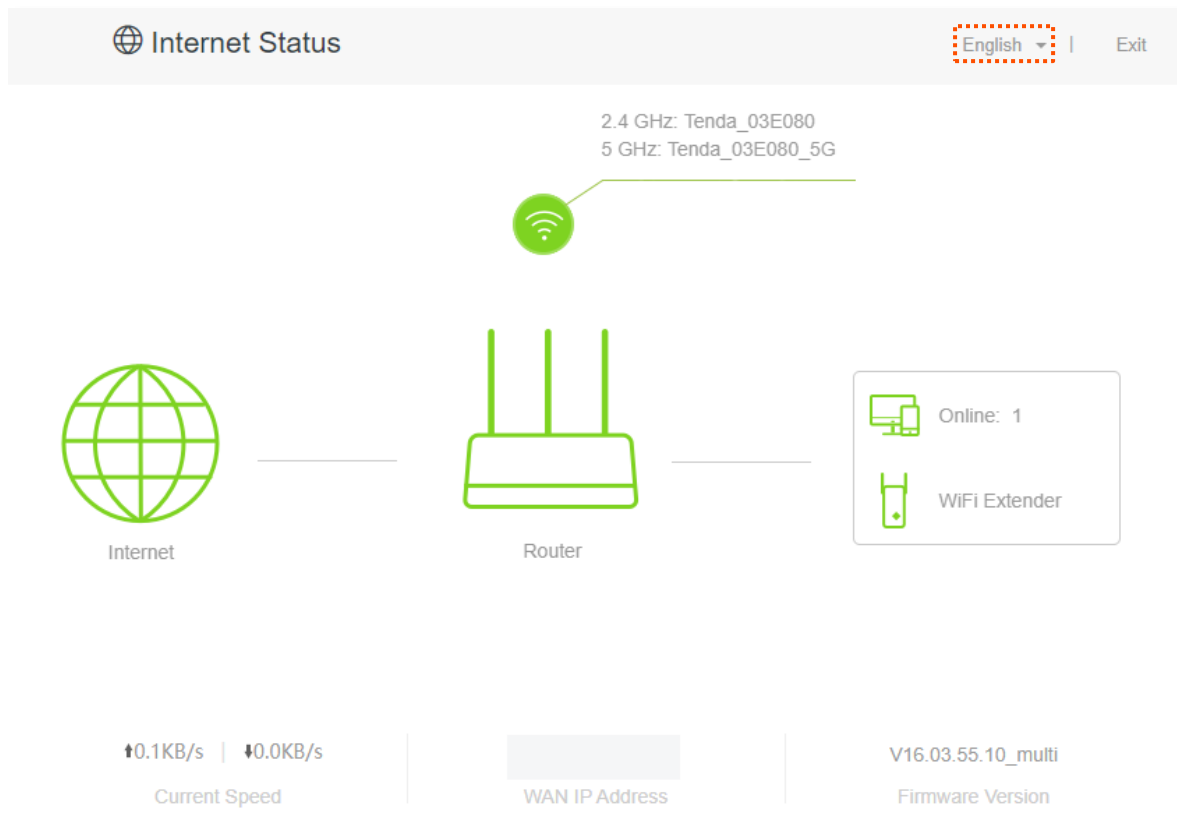 Internet Status
English
|
Exit
2.4 GHz: Tenda_03E080
5 GHz: Tenda_03E080_5G
Online: 1
WiFi Extender
Internet
Router
0.1KB/s | 0.0KB/s
V16.03.55.10_multi
Current Speed
WAN IP Address
Firmware Version